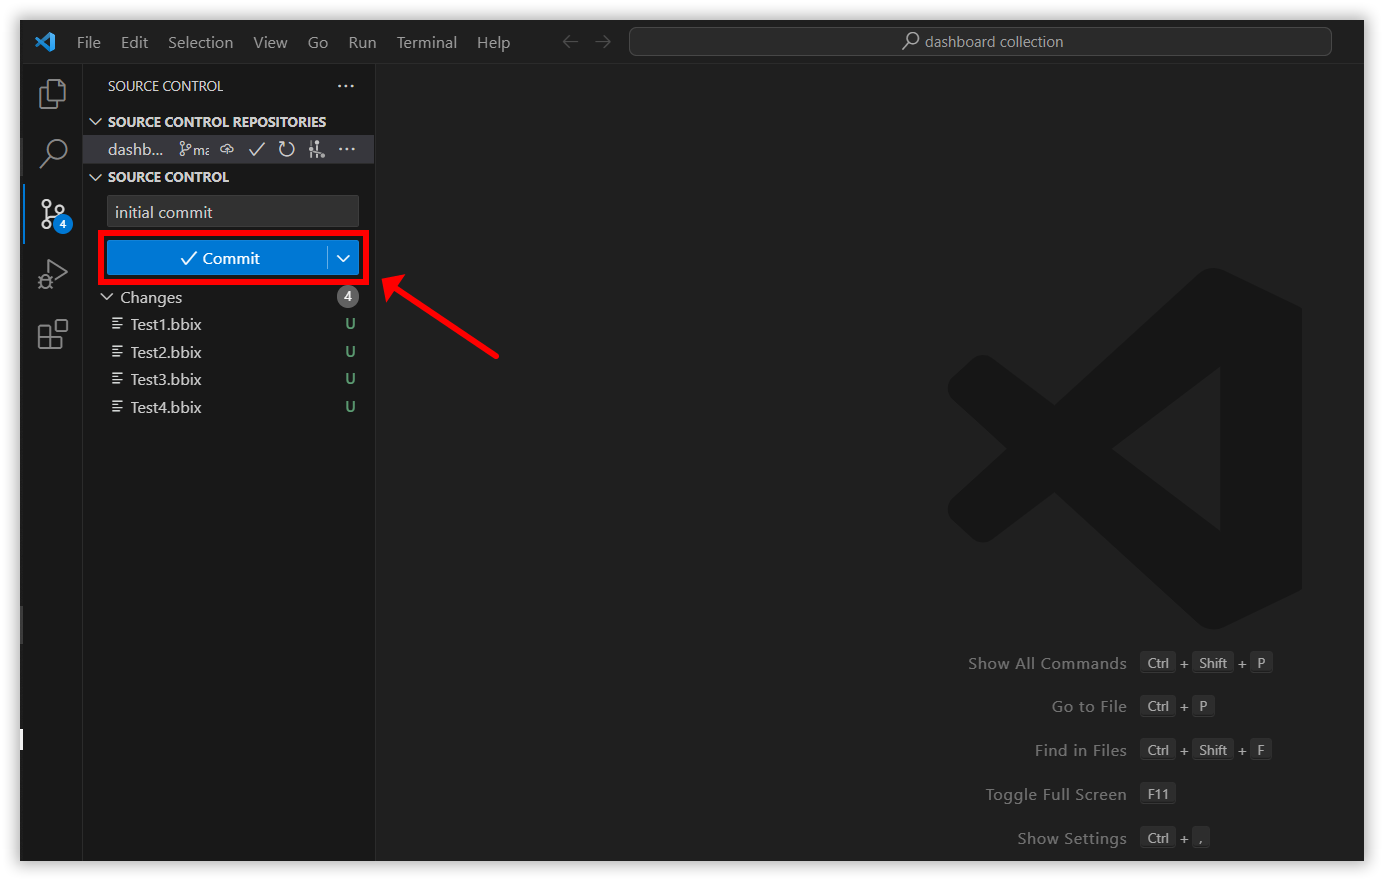 File Edit Selection View Go Run Terminal Help dashboard collection
SOURCE CONTROL
SOURCE CONTROL REPOSITORIES
dashb... ma
SOURCE CONTROL
initial commit
4
Commit
Changes 4
Test1.bbix U
Test2.bbix U
Test3.bbix U
Test4.bbix U
Show All Commands Ctrl + Shift + P
Go to File Ctrl + P
Find in Files Ctrl + Shift + F
Toggle Full Screen F11
Show Settings Ctrl + ,